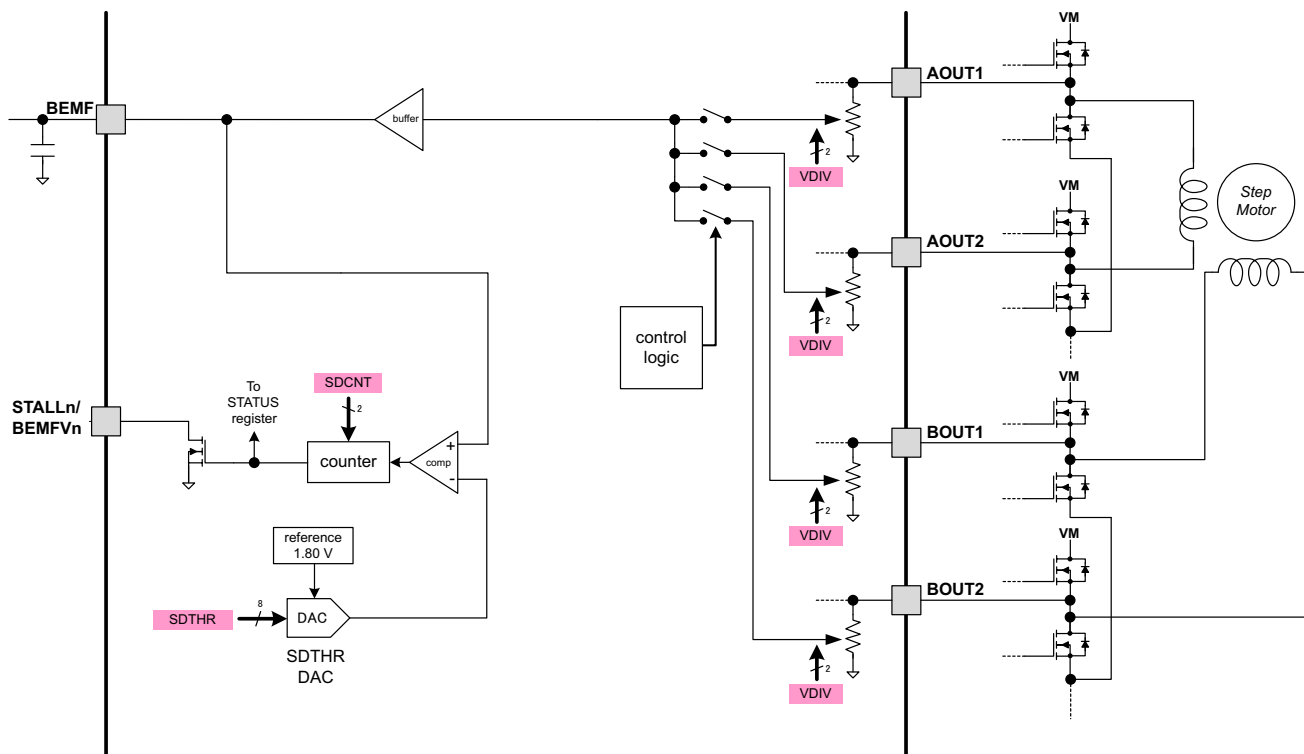 VM
AOUT1
BEMF
buffer
2
VDIV
VM
Step
Motor
AOUT2
2
VDIV
control
logic
VM
SDCNT
To
STATUS
register
2
STALLn/
BEMFVn
BOUT1
+
counter
comp
-
2
VDIV
reference
1.80 V
VM
BOUT2
8
SDTHR
DAC
SDTHR
DAC
2
VDIV